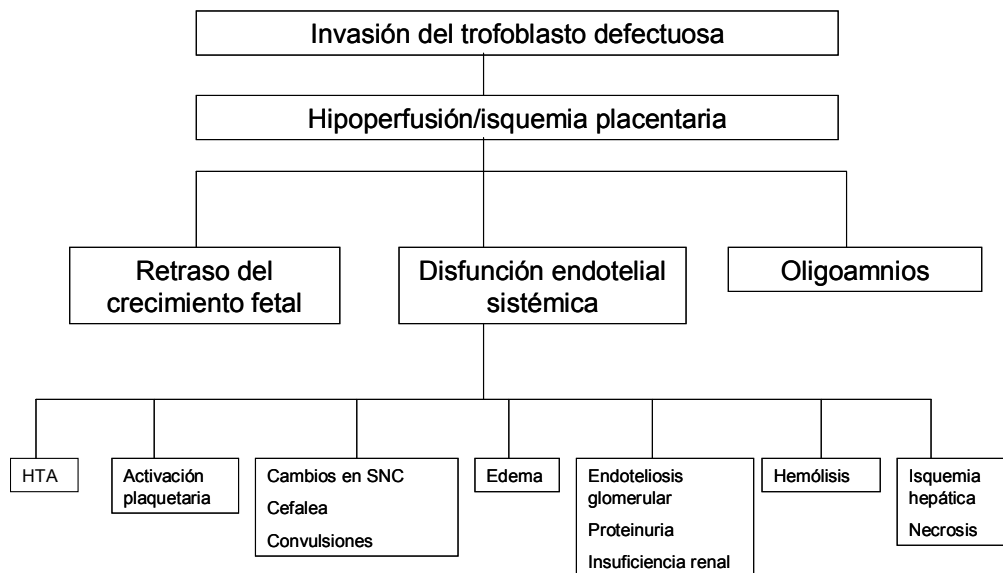 Invasión del trofoblasto defectuosa
Hipoperfusión/isquemia placentaria
Retraso del
crecimiento fetal
Disfunción endotelial
sistémica
Oligoamnios
HTA
Activación
plaquetaria
Cambios en SNC
Cefalea
Convulsiones
Edema
Endoteliosis
glomerular
Proteinuria
Insuficiencia renal
Hemólisis
Isquemia
hepática
Necrosis